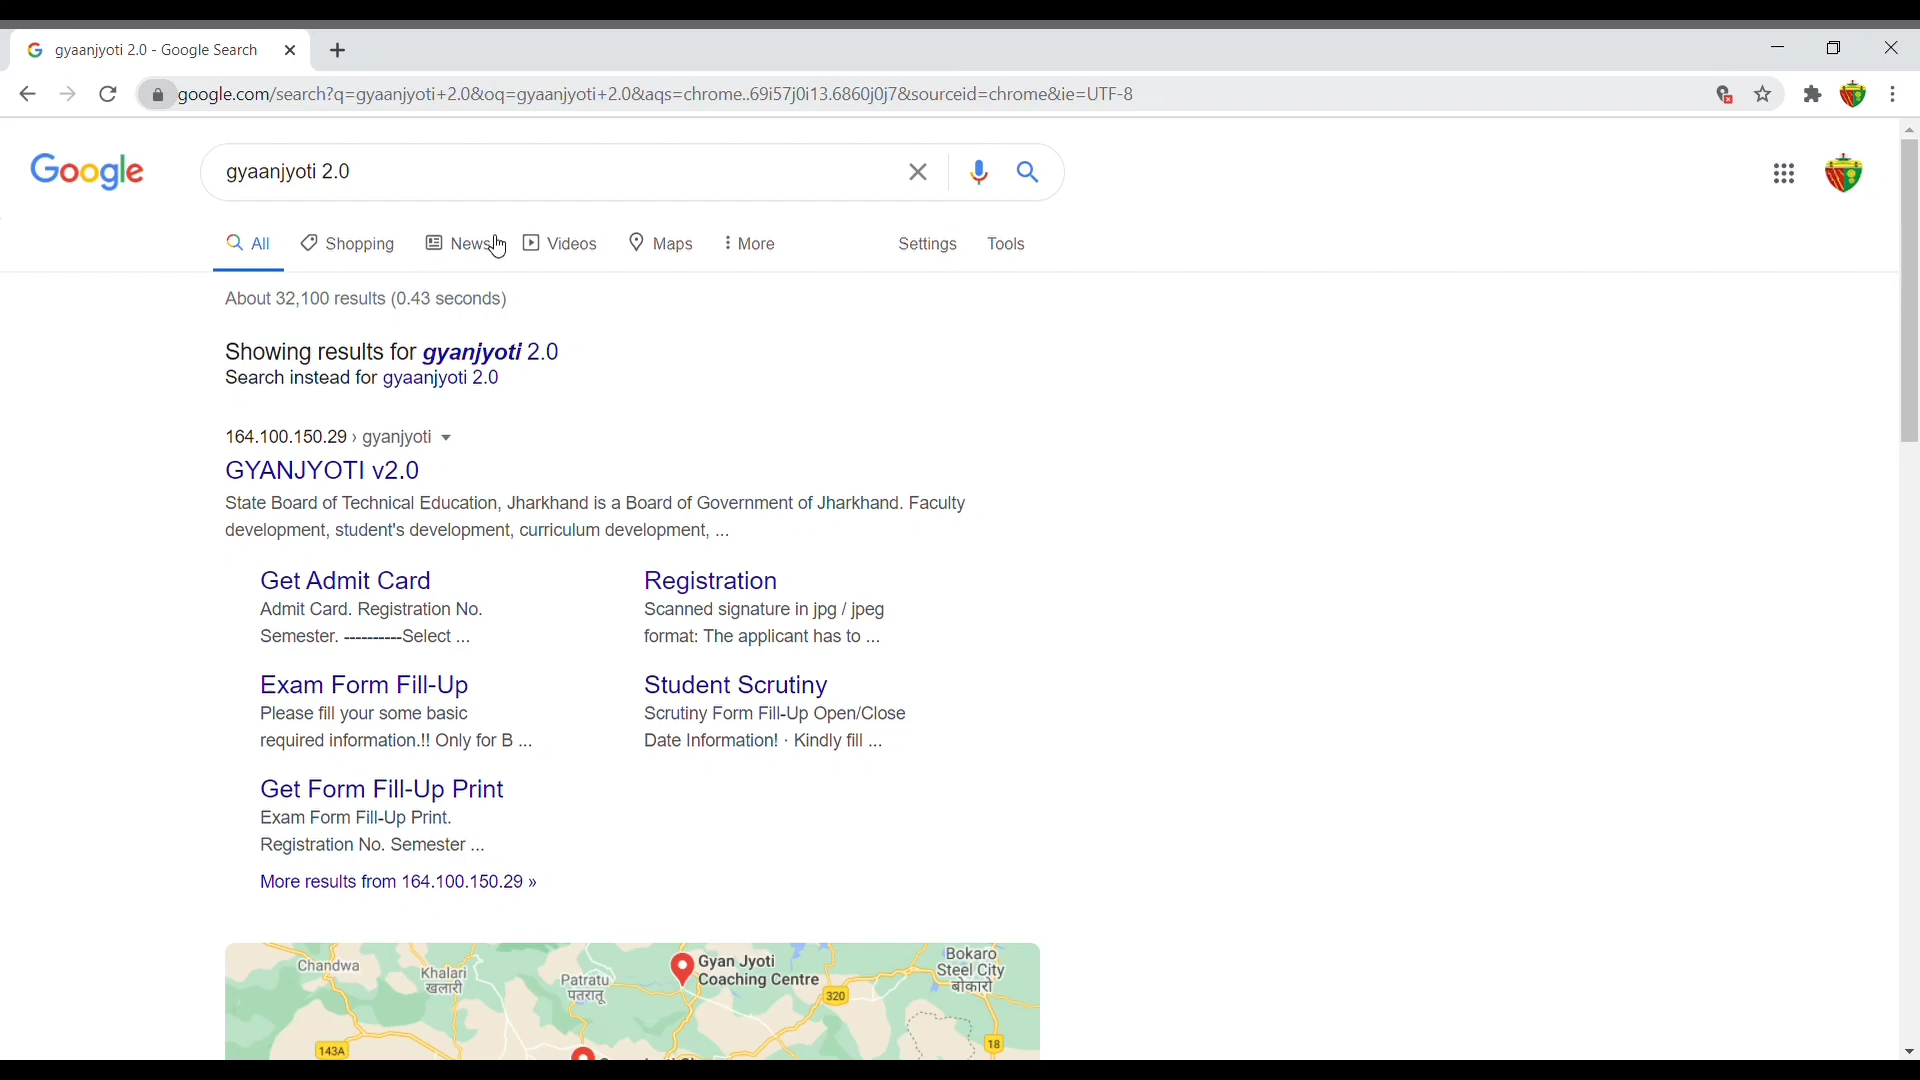 gyaanjyoti 2.0 - Google Search
google.com/search?q=gyaanjyoti+2.0&oq=gyaanjyoti+2.0&aqs=chrome..69i57j0i13.6860j0j7&sourceid=chrome&ie=UTF-8
Google
gyaanjyoti 2.0
All Shopping News Videos Maps More Settings Tools
About 32,100 results (0.43 seconds)
Showing results for gyanjyoti 2.0
Search instead for gyaanjyoti 2.0
164.100.150.29 › gyanjyoti
GYANJYOTI v2.0
State Board of Technical Education, Jharkhand is a Board of Government of Jharkhand. Faculty
development, student's development, curriculum development, ...
Get Admit Card
Admit Card. Registration No.
Semester. ----------Select ...
Registration
Scanned signature in jpg / jpeg
format: The applicant has to ...
Exam Form Fill-Up
Please fill your some basic
required information.!! Only for B ...
Student Scrutiny
Scrutiny Form Fill-Up Open/Close
Date Information! · Kindly fill ...
Get Form Fill-Up Print
Exam Form Fill-Up Print.
Registration No. Semester ...
More results from 164.100.150.29 »
Chandwa
Khalari
खलारी
Patratu
पतरातू
Gyan Jyoti
Coaching Centre
320
Bokaro
Steel City
बोकारो
143A
18